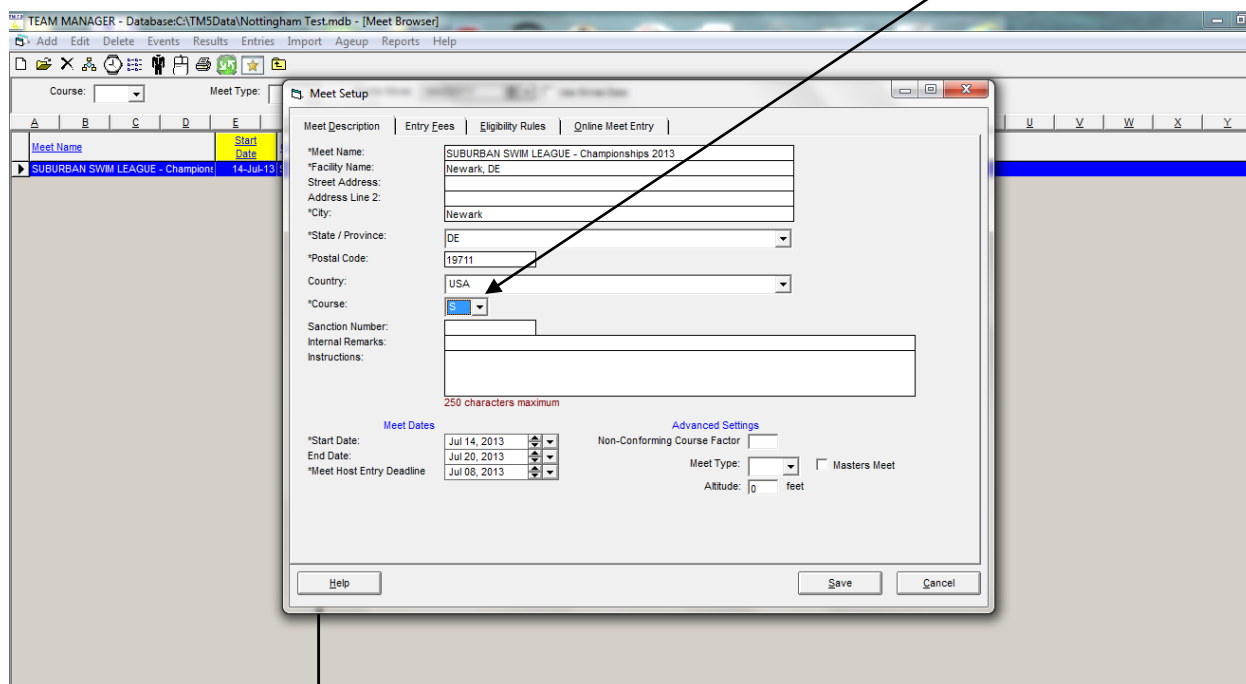 TEAM MANAGER - Database:C:\TM5Data\Nottingham Test.mdb - [Meet Browser]
Add Edit Delete Events Results Entries Import Ageup Reports Help
Course: Meet Type:
Meet Setup
A B C D E U V W X Y
Meet Name Start Date
SUBURBAN SWIM LEAGUE - Champions 14-Jul-13
Meet Description Entry Fees Eligibility Rules Online Meet Entry
*Meet Name: SUBURBAN SWIM LEAGUE - Championships 2013
*Facility Name: Newark, DE
Street Address:
Address Line 2:
*City: Newark
*State / Province: DE
*Postal Code: 19711
Country: USA
*Course: S
Sanction Number:
Internal Remarks:
Instructions:
250 characters maximum
Meet Dates Advanced Settings
*Start Date: Jul 14, 2013 Non-Conforming Course Factor
End Date: Jul 20, 2013 Meet Type: Masters Meet
*Meet Host Entry Deadline Jul 08, 2013
Altitude: 0 feet
Help Save Cancel